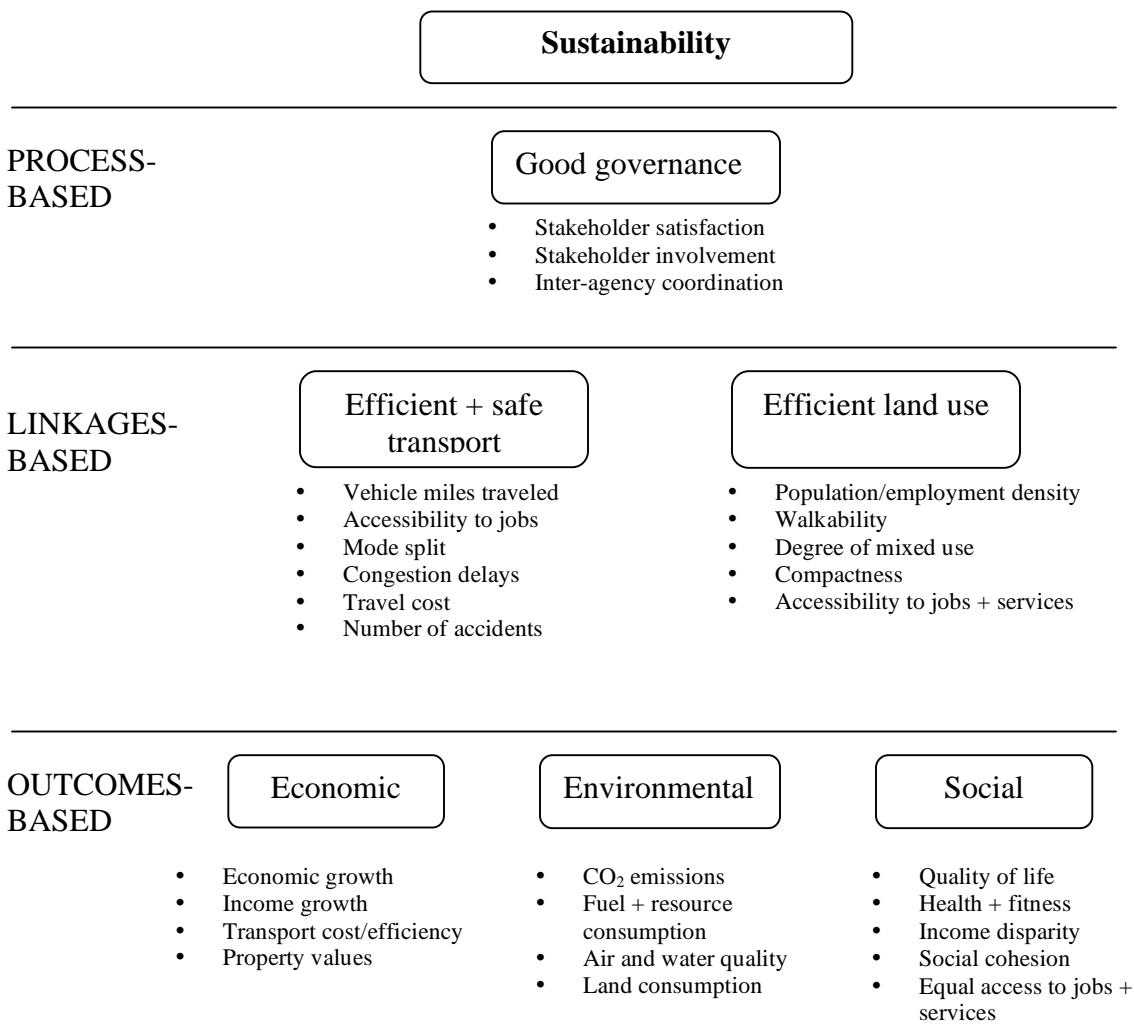 Sustainability
PROCESS-
BASED
Good governance
• Stakeholder satisfaction
• Stakeholder involvement
• Inter-agency coordination
LINKAGES-
BASED
Efficient + safe
transport
• Vehicle miles traveled
• Accessibility to jobs
• Mode split
• Congestion delays
• Travel cost
• Number of accidents
Efficient land use
• Population/employment density
• Walkability
• Degree of mixed use
• Compactness
• Accessibility to jobs + services
OUTCOMES-
BASED
Economic
• Economic growth
• Income growth
• Transport cost/efficiency
• Property values
Environmental
• CO₂ emissions
• Fuel + resource
consumption
• Air and water quality
• Land consumption
Social
• Quality of life
• Health + fitness
• Income disparity
• Social cohesion
• Equal access to jobs +
services